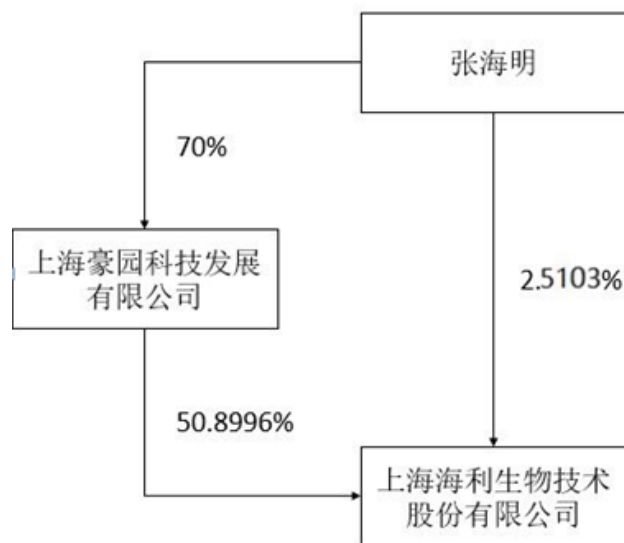 张海明
70%
上海豪园科技发展
有限公司
2.5103%
50.8996%
上海海利生物技术
股份有限公司